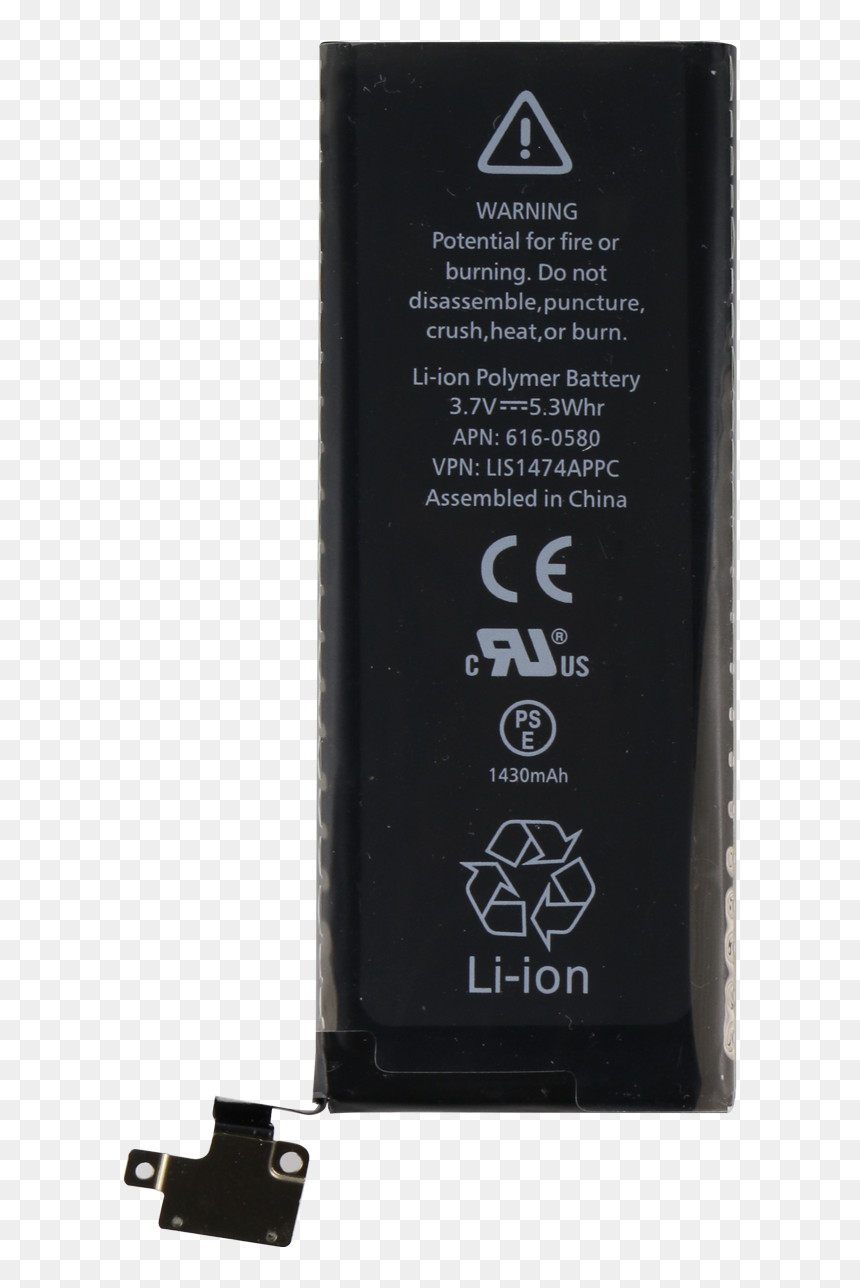 WARNING
Potential for fire or
burning. Do not
disassemble,puncture,
crush,heat,or burn.
Li-ion Polymer Battery
3.7V⎓5.3Whr
APN: 616-0580
VPN: LIS1474APPC
Assembled in China
CE
c RU ® US
PS
E
1430mAh
Li-ion